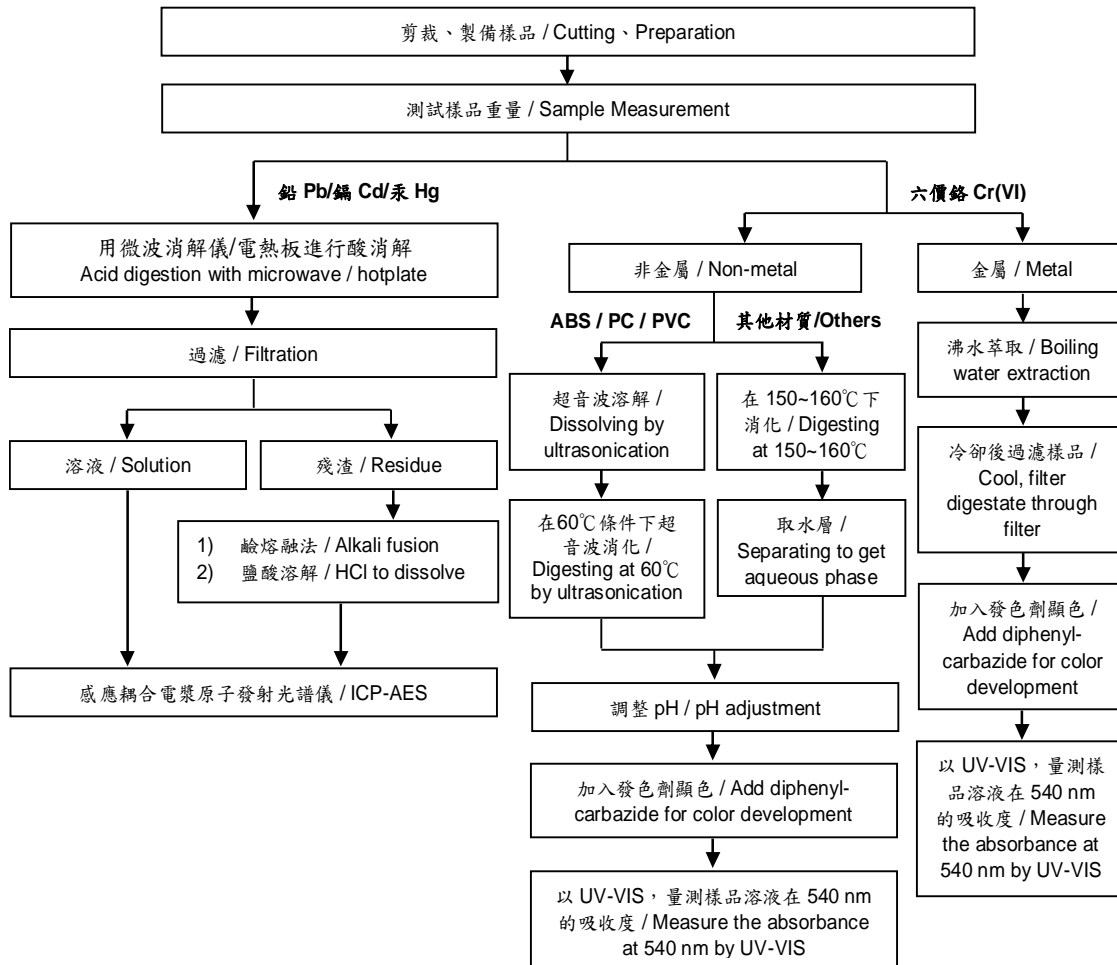 剪裁、製備樣品 / Cutting、Preparation
測試樣品重量 / Sample Measurement
鉛 Pb/鎘 Cd/汞 Hg
六價鉻 Cr(VI)
用微波消解儀/電熱板進行酸消解
Acid digestion with microwave / hotplate
過濾 / Filtration
溶液 / Solution
殘渣 / Residue
1) 鹼熔融法 / Alkali fusion
2) 鹽酸溶解 / HCl to dissolve
感應耦合電漿原子發射光譜儀 / ICP-AES
非金屬 / Non-metal
ABS / PC / PVC
其他材質/Others
超音波溶解 /
Dissolving by
ultrasonication
在60℃條件下超
音波消化 /
Digesting at 60℃
by ultrasonication
在 150~160℃下
消化 / Digesting
at 150~160℃
取水層 /
Separating to get
aqueous phase
調整 pH / pH adjustment
加入發色劑顯色 / Add diphenyl-
carbazide for color development
以 UV-VIS，量測樣品溶液在 540 nm
的吸收度 / Measure the absorbance
at 540 nm by UV-VIS
金屬 / Metal
沸水萃取 / Boiling
water extraction
冷卻後過濾樣品 /
Cool, filter
digestate through
filter
加入發色劑顯色 /
Add diphenyl-
carbazide for color
development
以 UV-VIS，量測樣
品溶液在 540 nm
的吸收度 / Measure
the absorbance at
540 nm by UV-VIS